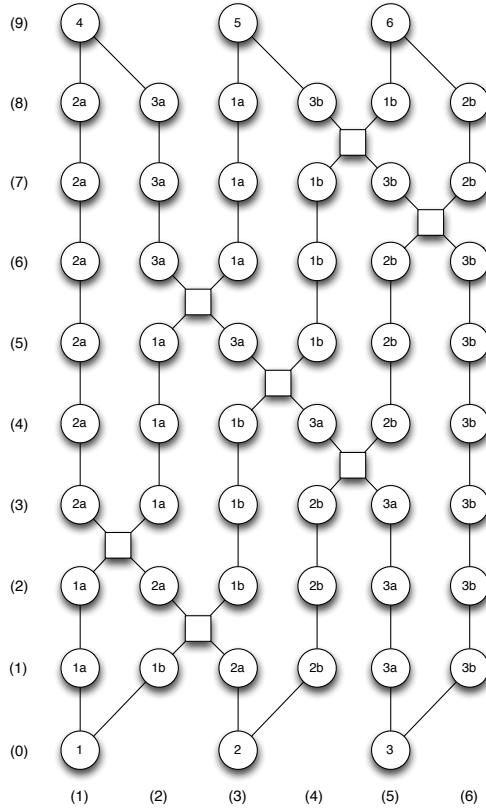 (9) 4 5 6
(8) 2a 3a 1a 3b 1b 2b
(7) 2a 3a 1a 1b 3b 2b
(6) 2a 3a 1a 1b 2b 3b
(5) 2a 1a 3a 1b 2b 3b
(4) 2a 1a 1b 3a 2b 3b
(3) 2a 1a 1b 2b 3a 3b
(2) 1a 2a 1b 2b 3a 3b
(1) 1a 1b 2a 2b 3a 3b
(0) 1 2 3
(1) (2) (3) (4) (5) (6)